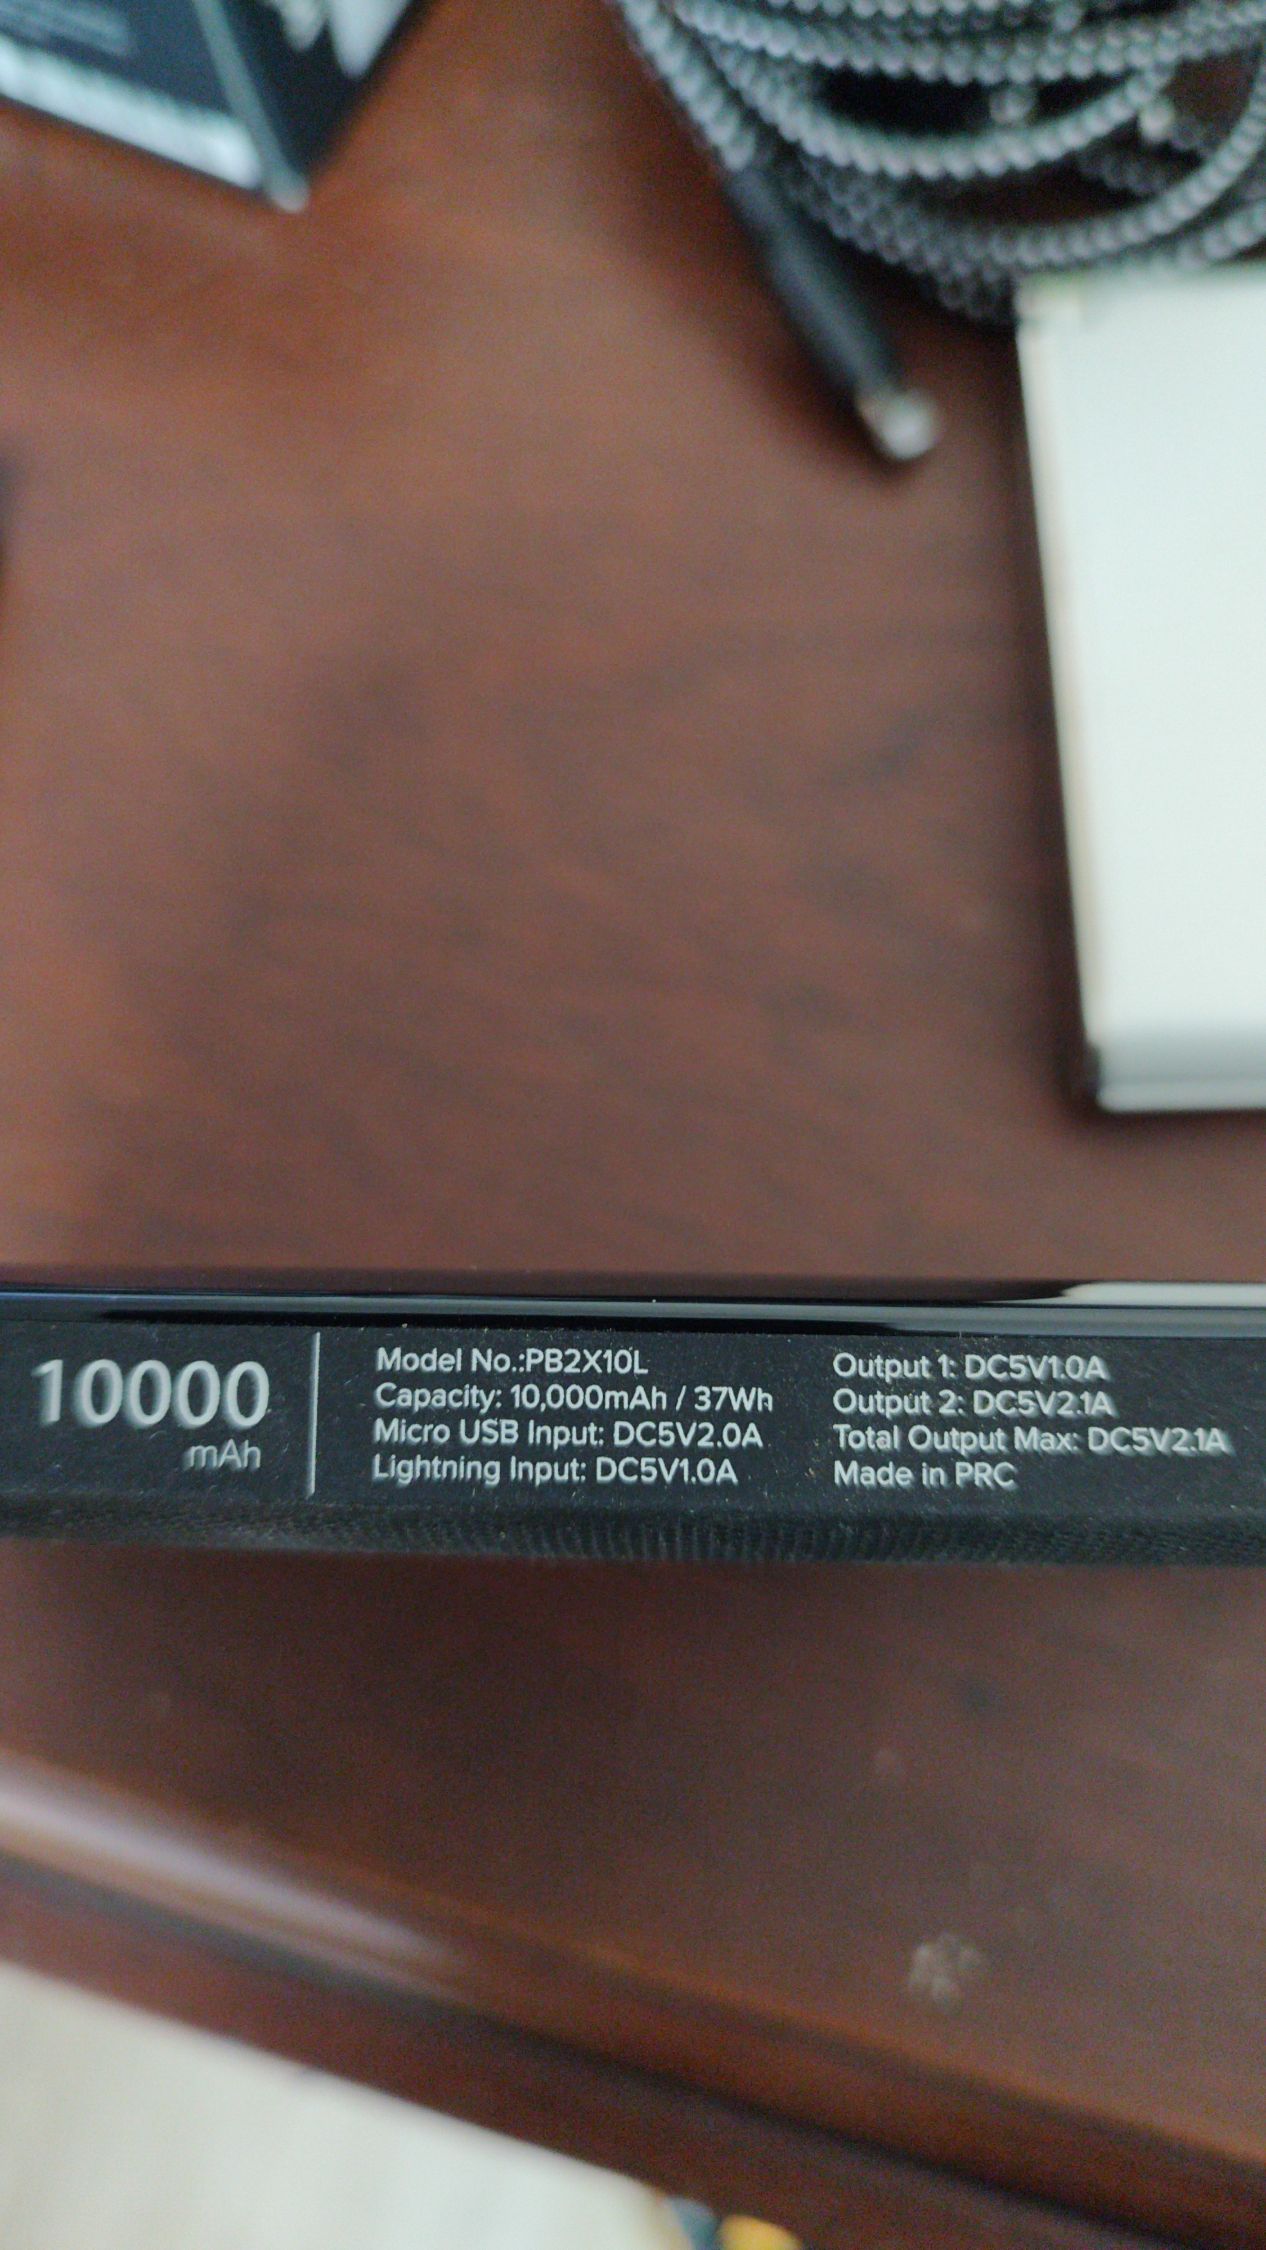 10000
mAh
Model No.:PB2X10L
Capacity: 10,000mAh / 37Wh
Micro USB Input: DC5V2.0A
Lightning Input: DC5V1.0A
Output 1: DC5V1.0A
Output 2: DC5V2.1A
Total Output Max: DC5V2.1A
Made in PRC